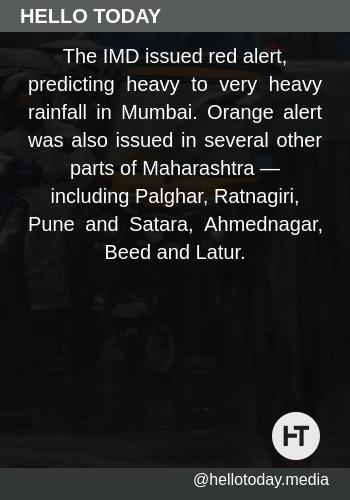 HELLO TODAY
The IMD issued red alert,
predicting heavy to very heavy
rainfall in Mumbai. Orange alert
was also issued in several other
parts of Maharashtra —
including Palghar, Ratnagiri,
Pune and Satara, Ahmednagar,
Beed and Latur.
HT
@hellotoday.media